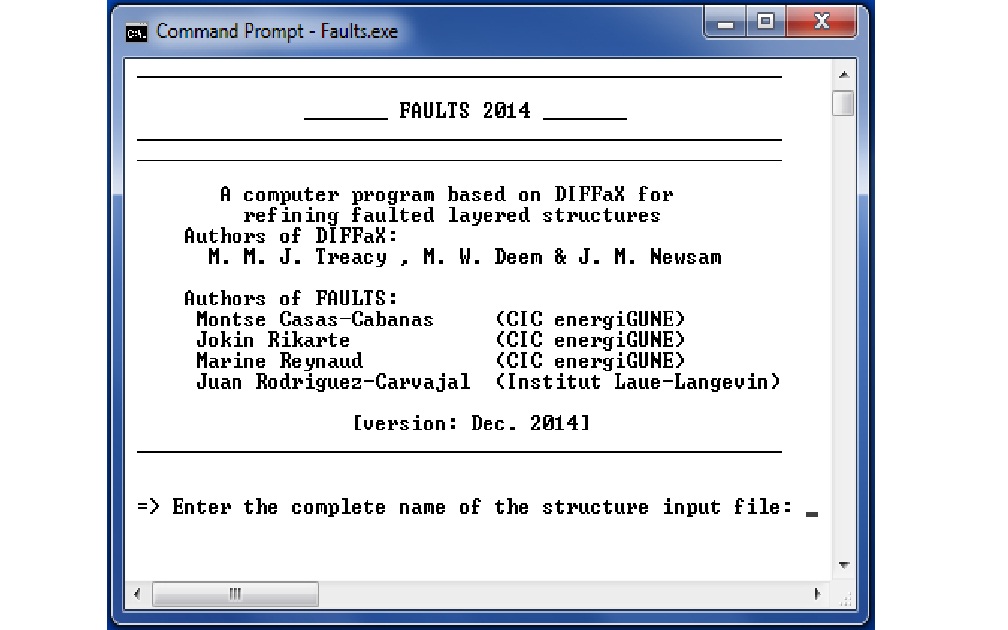 Command Prompt - Faults.exe
FAULTS 2014
A computer program based on DIFFaX for
refining faulted layered structures
Authors of DIFFaX:
M. M. J. Treacy , M. W. Deem & J. M. Newsam
Authors of FAULTS:
Montse Casas-Cabanas (CIC energiGUNE)
Jokin Rikarte (CIC energiGUNE)
Marine Reynaud (CIC energiGUNE)
Juan Rodriguez-Carvajal (Institut Laue-Langevin)
[version: Dec. 2014]
=> Enter the complete name of the structure input file: _